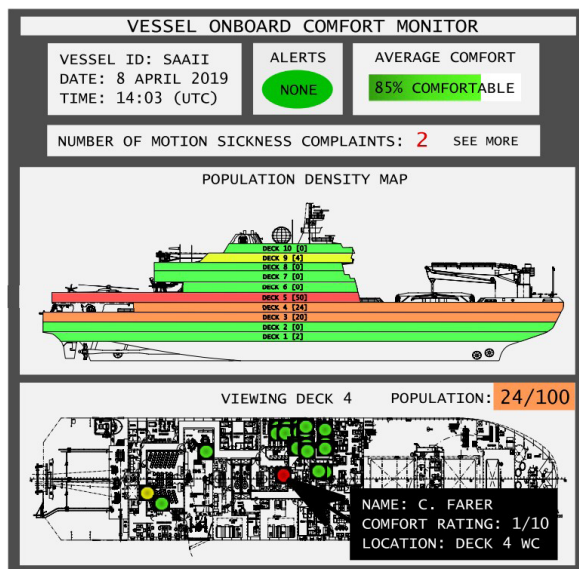 VESSEL ONBOARD COMFORT MONITOR
VESSEL ID: SAAII
DATE: 8 APRIL 2019
TIME: 14:03 (UTC)
ALERTS
NONE
AVERAGE COMFORT
85% COMFORTABLE
NUMBER OF MOTION SICKNESS COMPLAINTS: 2 SEE MORE
POPULATION DENSITY MAP
DECK 10 [0]
DECK 9 [4]
DECK 8 [0]
DECK 7 [0]
DECK 6 [0]
DECK 5 [50]
DECK 4 [24]
DECK 3 [20]
DECK 2 [0]
DECK 1 [2]
VIEWING DECK 4 POPULATION: 24/100
NAME: C. FARER
COMFORT RATING: 1/10
LOCATION: DECK 4 WC